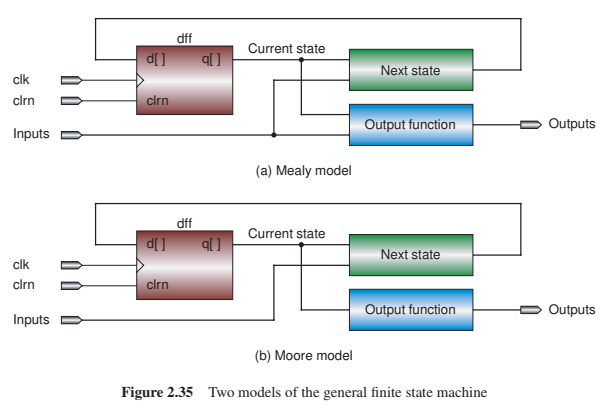 dff
d[ ] q[ ] Current state
Next state
clk
clrn clrn
Inputs
Output function
Outputs
(a) Mealy model
dff
d[ ] q[ ] Current state
Next state
clk
clrn clrn
Inputs
Output function
Outputs
(b) Moore model
Figure 2.35 Two models of the general finite state machine